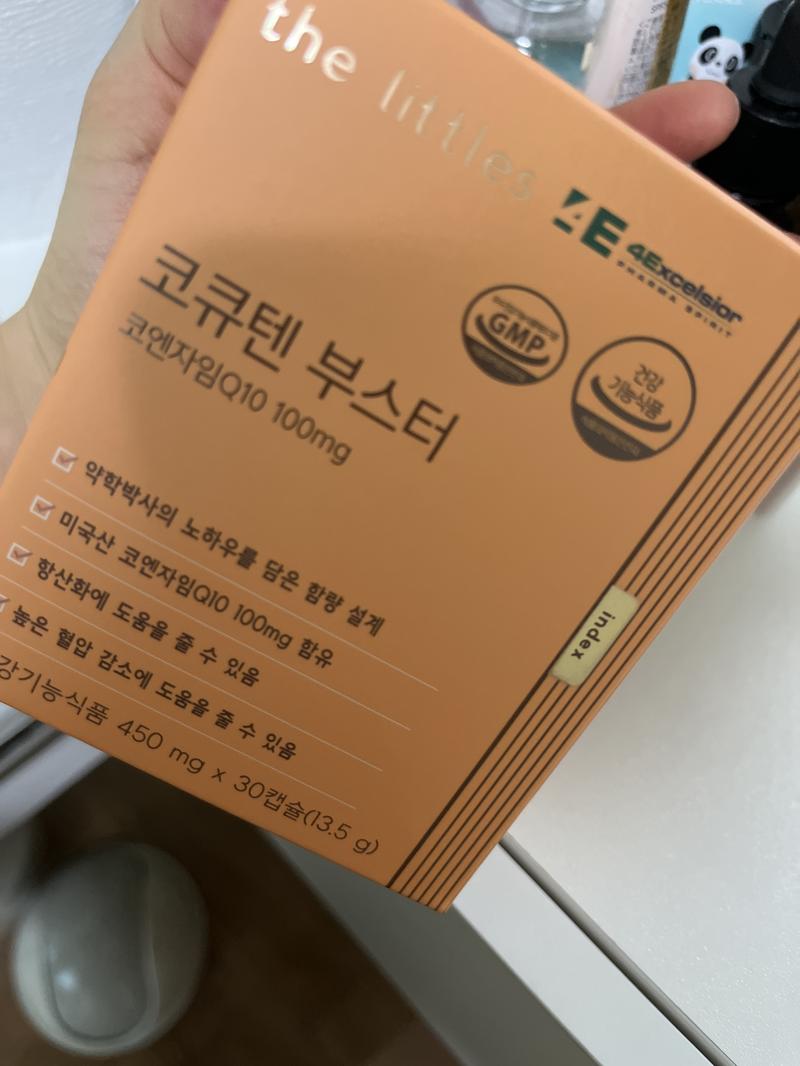 the littles
4E 4Excelsior
PHARMA SPIRIT
코큐텐 부스터
코엔자임Q10 100mg
GMP
건강
기능식품
약학박사의 노하우를 담은 함량 설계
미국산 코엔자임Q10 100mg 함유
항산화에 도움을 줄 수 있음
높은 혈압 감소에 도움을 줄 수 있음
강기능식품 450 mg x 30캡슐(13.5 g)
index